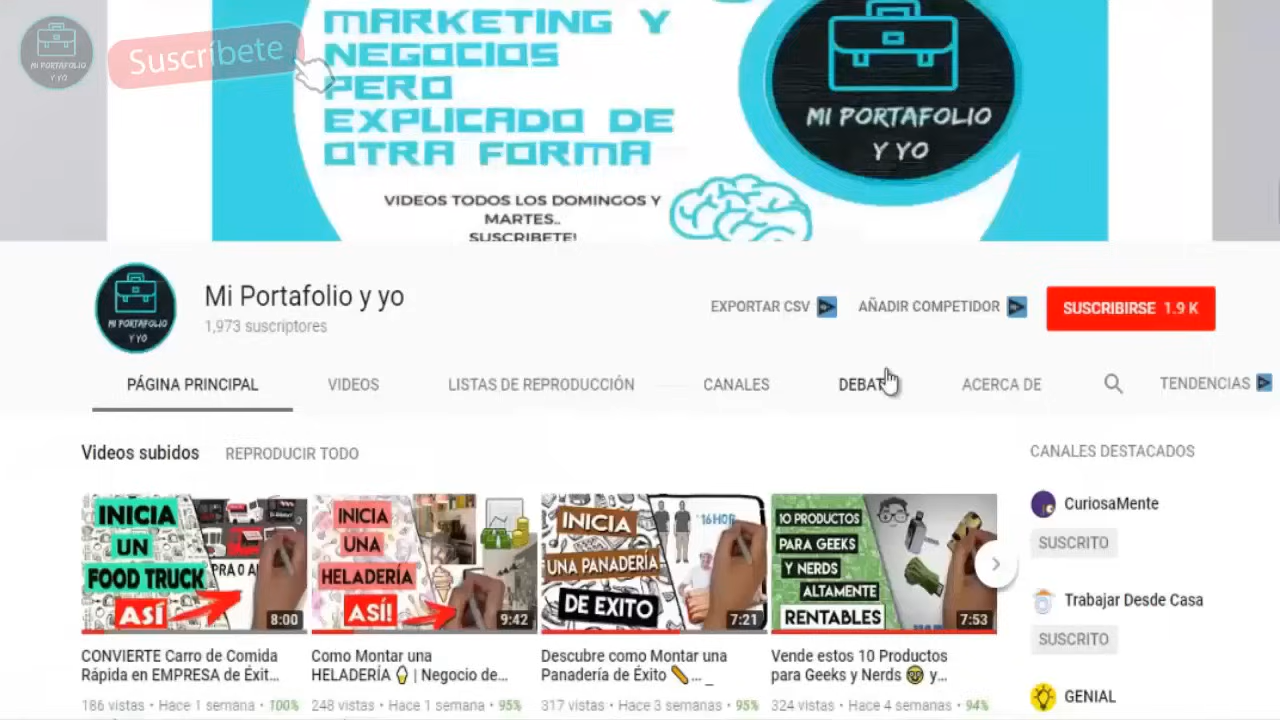 MARKETING Y
NEGOCIOS
PERO
EXPLICADO DE
OTRA FORMA
VIDEOS TODOS LOS DOMINGOS Y
MARTES..
SUSCRIBETE!
MI PORTAFOLIO
Y YO
MI PORTAFOLIO
Y YO
Suscríbete
MI PORTAFOLIO
Y YO
Mi Portafolio y yo
1,973 suscriptores
EXPORTAR CSV
AÑADIR COMPETIDOR
SUSCRIBIRSE 1.9 K
PÁGINA PRINCIPAL
VIDEOS
LISTAS DE REPRODUCCIÓN
CANALES
DEBAT
ACERCA DE
TENDENCIAS
Videos subidos
REPRODUCIR TODO
CANALES DESTACADOS
INICIA
UN
FOOD TRUCK
ASÍ
8:00
INICIA
UNA
HELADERÍA
ASÍ!
9:42
INICIA
UNA PANADERÍA
DE EXITO
16 HOR
7:21
10 PRODUCTOS
PARA GEEKS
Y NERDS
ALTAMENTE
RENTABLES
7:53
CONVIERTE Carro de Comida
Rápida en EMPRESA de Éxit...
186 vistas • Hace 1 semana • 100%
Como Montar una
HELADERÍA 🍦 | Negocio de...
248 vistas • Hace 1 semana • 95%
Descubre como Montar una
Panadería de Éxito 🥖... _
317 vistas • Hace 3 semanas • 95%
Vende estos 10 Productos
para Geeks y Nerds 🤓 y...
324 vistas • Hace 4 semanas • 94%
CuriosaMente
SUSCRITO
Trabajar Desde Casa
SUSCRITO
GENIAL